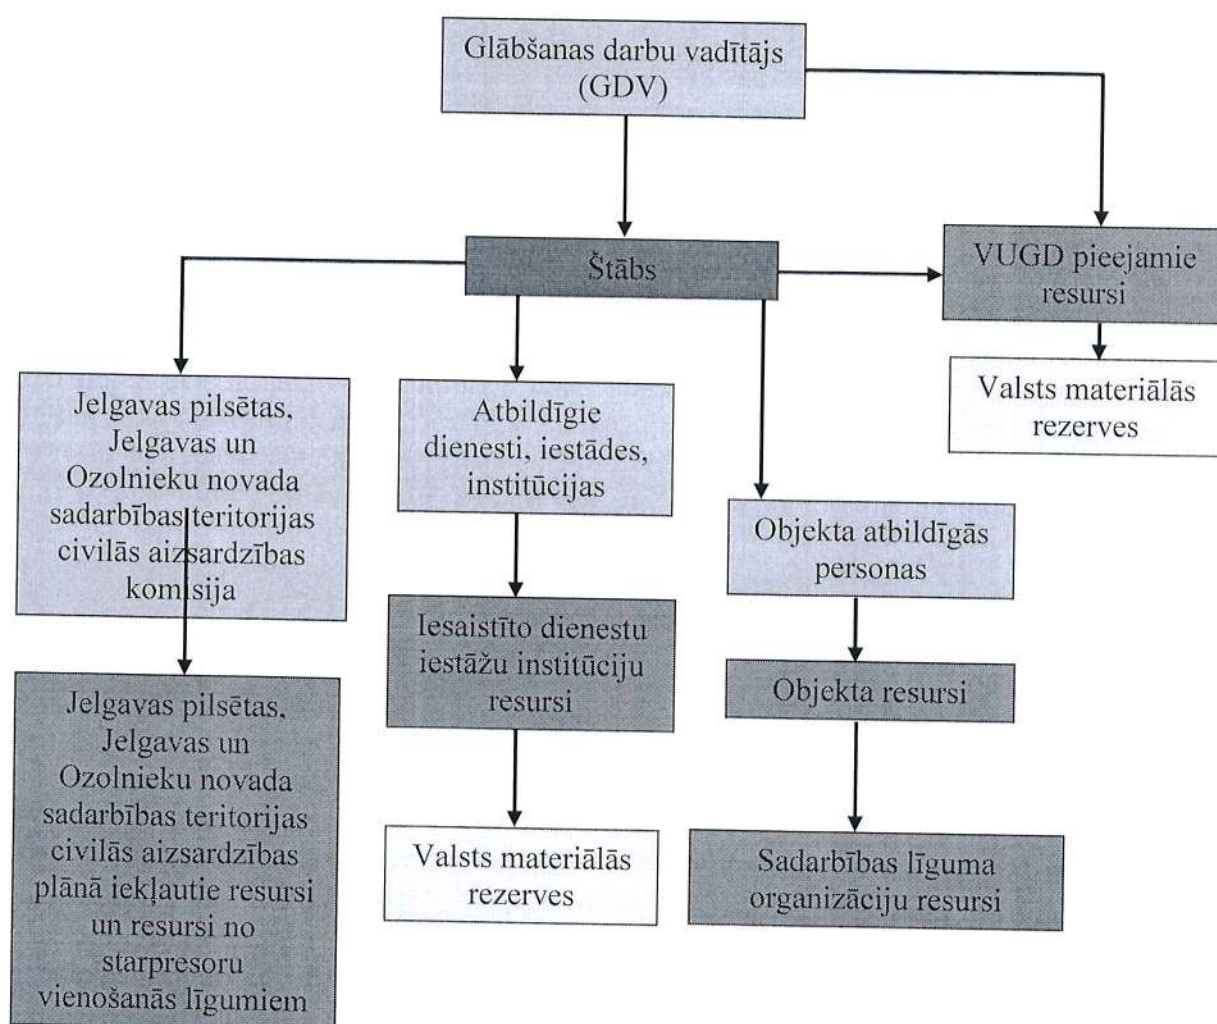 Glābšanas darbu vadītājs
(GDV)
Štābs
VUGD pieejamie
resursi
Valsts materiālās
rezerves
Jelgavas pilsētas,
Jelgavas un
Ozolnieku novada
sadarbības teritorijas
civilās aizsardzības
komisija
Atbildīgie
dienesti, iestādes,
institūcijas
Objekta atbildīgās
personas
Iesaistīto dienestu
iestāžu institūciju
resursi
Objekta resursi
Jelgavas pilsētas,
Jelgavas un
Ozolnieku novada
sadarbības teritorijas
civilās aizsardzības
plānā iekļautie resursi
un resursi no
starpresoru
vienošanās līgumiem
Valsts materiālās
rezerves
Sadarbības līguma
organizāciju resursi